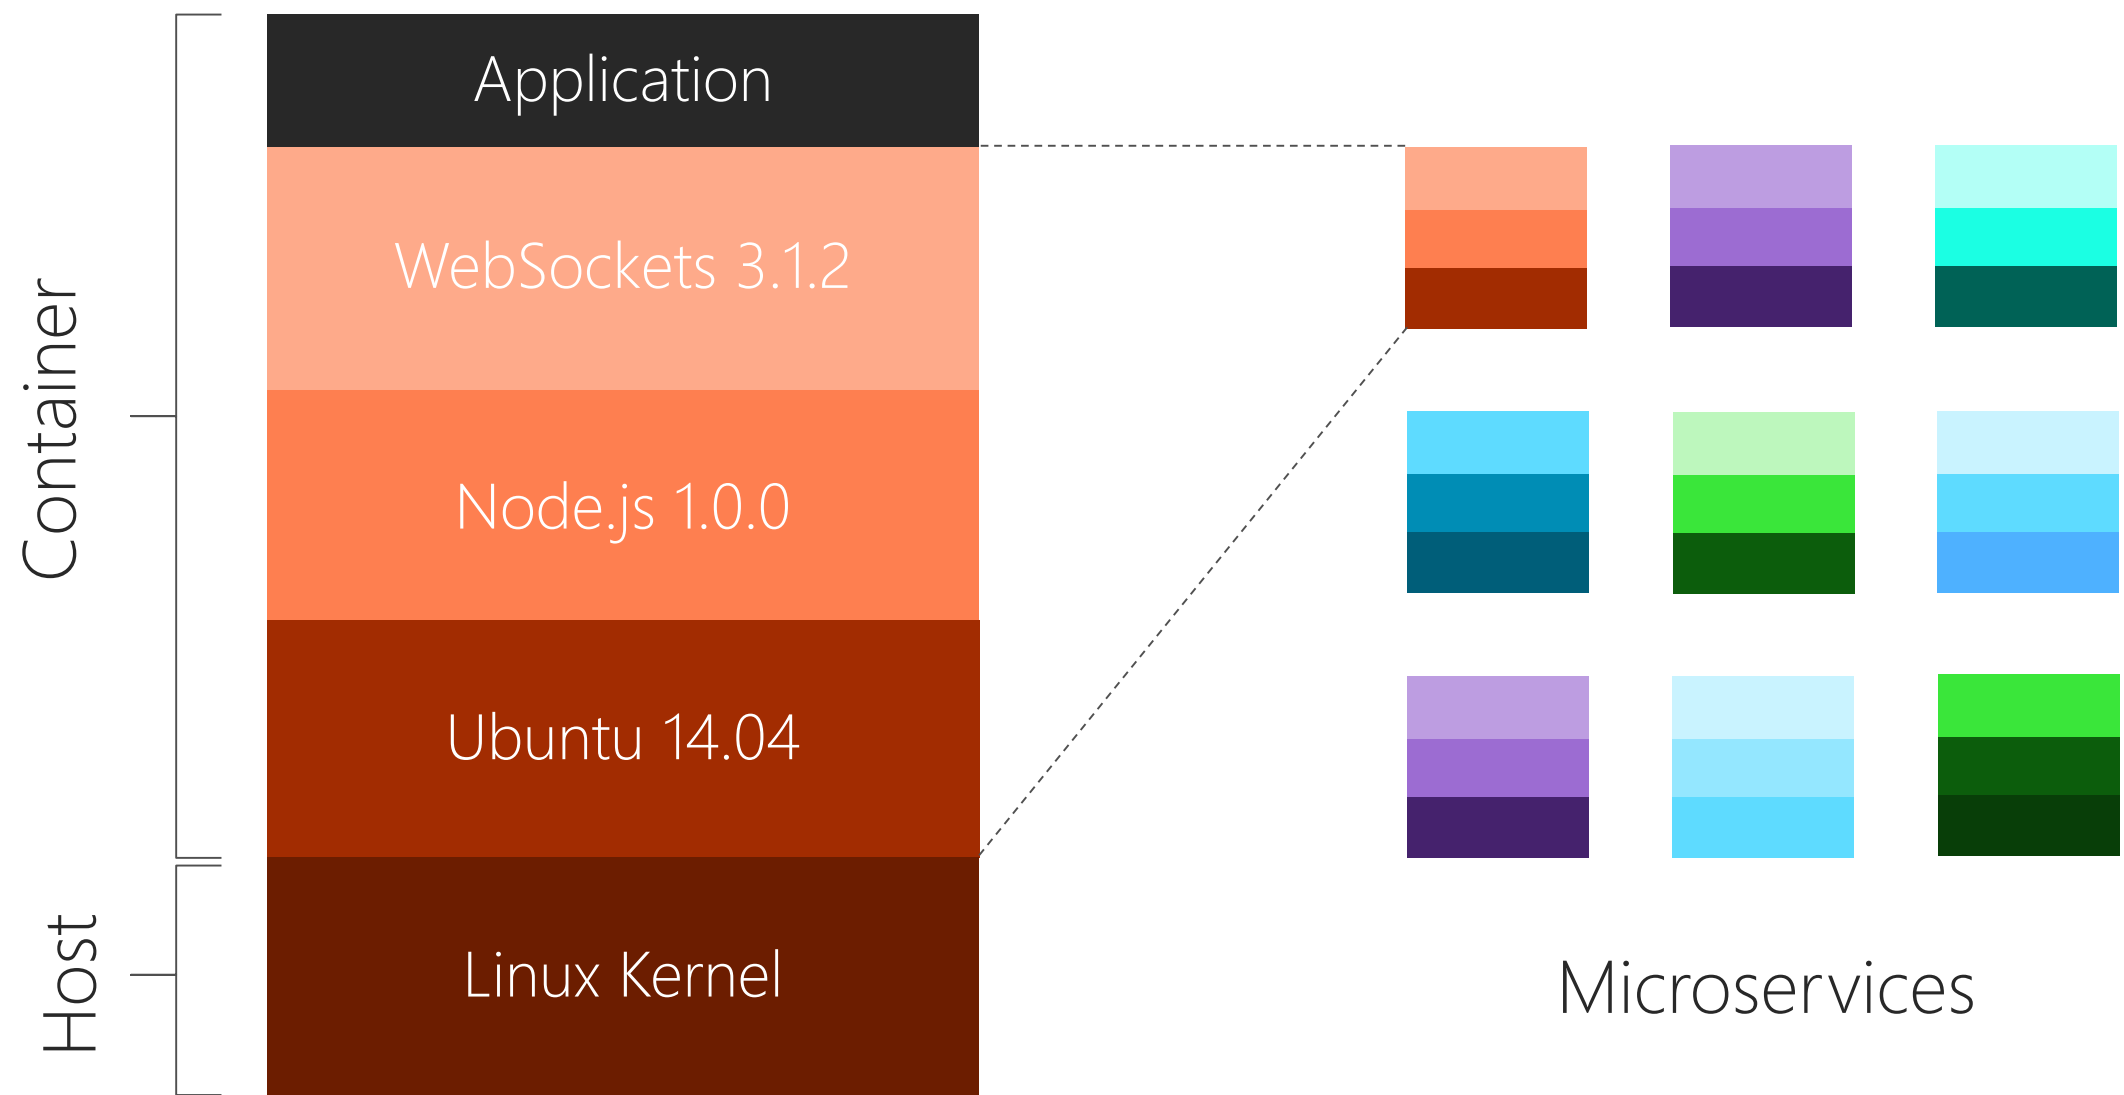 Application
WebSockets 3.1.2
Node.js 1.0.0
Ubuntu 14.04
Linux Kernel
Container
Host
Microservices